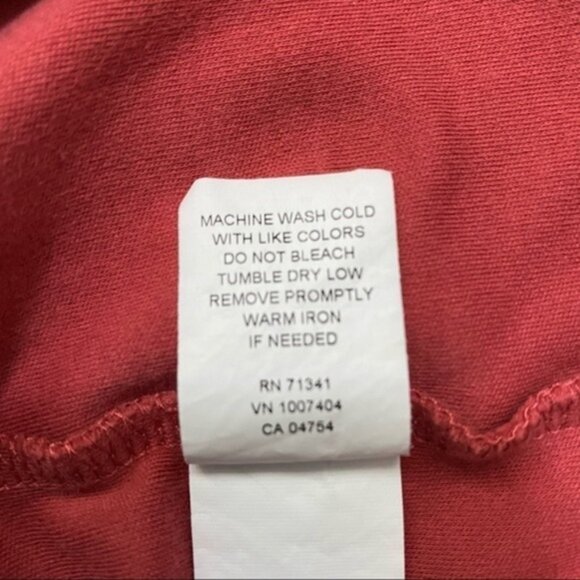 MACHINE WASH COLD
WITH LIKE COLORS
DO NOT BLEACH
TUMBLE DRY LOW
REMOVE PROMPTLY
WARM IRON
IF NEEDED
RN 71341
VN 1007404
CA 04754